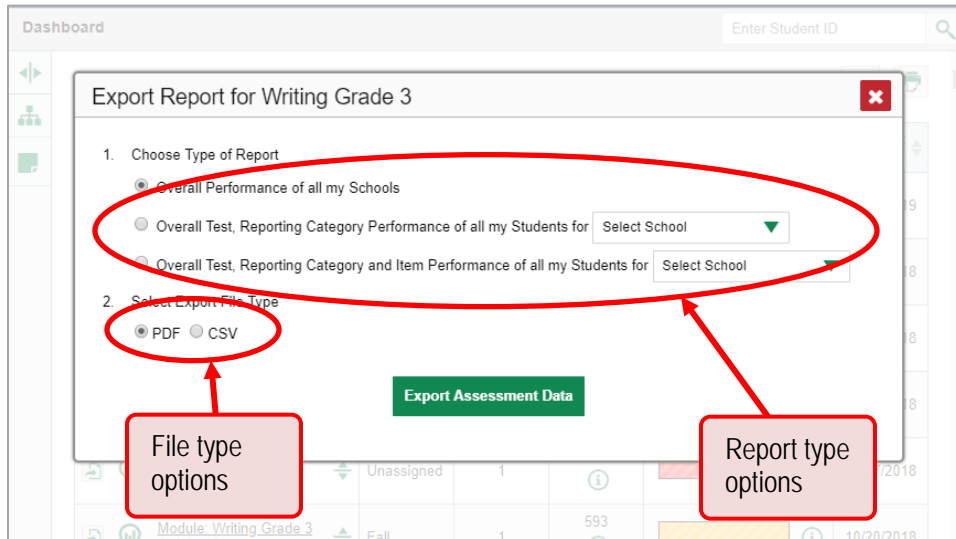 Dashboard
Enter Student ID
Export Report for Writing Grade 3
1. Choose Type of Report
Overall Performance of all my Schools
Overall Test, Reporting Category Performance of all my Students for Select School
Overall Test, Reporting Category and Item Performance of all my Students for Select School
2. Select Export File Type
PDF CSV
Export Assessment Data
File type
options
Report type
options
Unassigned 1
593
Module: Writing Grade 3 Fall 1 10/20/2018